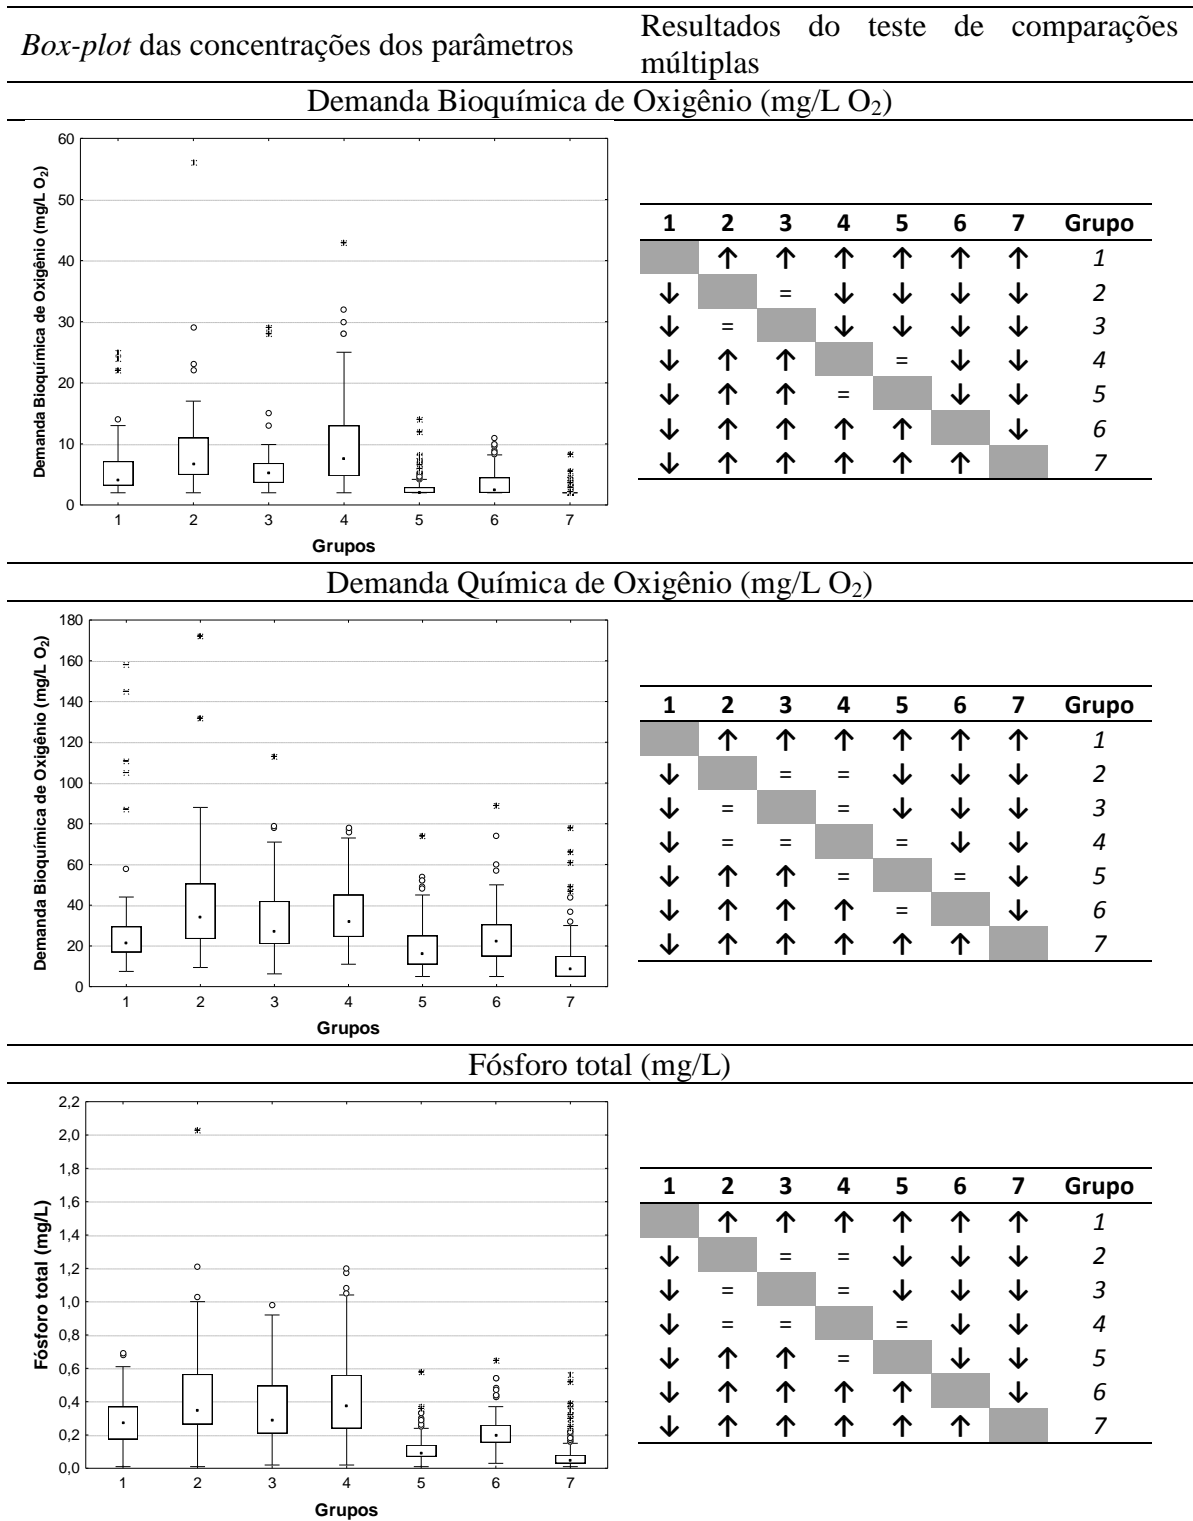 Box-plot das concentrações dos parâmetros
Resultados do teste de comparações
múltiplas
Demanda Bioquímica de Oxigênio (mg/L O₂)
Demanda Bioquímica de Oxigênio (mg/L O₂)
60
50
40
30
20
10
0
1 2 3 4 5 6 7
Grupos
1 2 3 4 5 6 7 Grupo
↑ ↑ ↑ ↑ ↑ ↑ 1
↓ = ↓ ↓ ↓ ↓ 2
↓ = ↓ ↓ ↓ ↓ 3
↓ ↑ ↑ = ↓ ↓ 4
↓ ↑ ↑ = ↓ ↓ 5
↓ ↑ ↑ ↑ ↑ ↓ 6
↓ ↑ ↑ ↑ ↑ ↑ 7
Demanda Química de Oxigênio (mg/L O₂)
Demanda Bioquímica de Oxigênio (mg/L O₂)
180
160
140
120
100
80
60
40
20
0
1 2 3 4 5 6 7
Grupos
1 2 3 4 5 6 7 Grupo
↑ ↑ ↑ ↑ ↑ ↑ 1
↓ = = ↓ ↓ ↓ 2
↓ = = ↓ ↓ ↓ 3
↓ = = = ↓ ↓ 4
↓ ↑ ↑ = = ↓ 5
↓ ↑ ↑ ↑ = ↓ 6
↓ ↑ ↑ ↑ ↑ ↑ 7
Fósforo total (mg/L)
Fósforo total (mg/L)
2,2
2,0
1,8
1,6
1,4
1,2
1,0
0,8
0,6
0,4
0,2
0,0
1 2 3 4 5 6 7
Grupos
1 2 3 4 5 6 7 Grupo
↑ ↑ ↑ ↑ ↑ ↑ 1
↓ = = ↓ ↓ ↓ 2
↓ = = ↓ ↓ ↓ 3
↓ = = = ↓ ↓ 4
↓ ↑ ↑ = ↓ ↓ 5
↓ ↑ ↑ ↑ ↑ ↓ 6
↓ ↑ ↑ ↑ ↑ ↑ 7